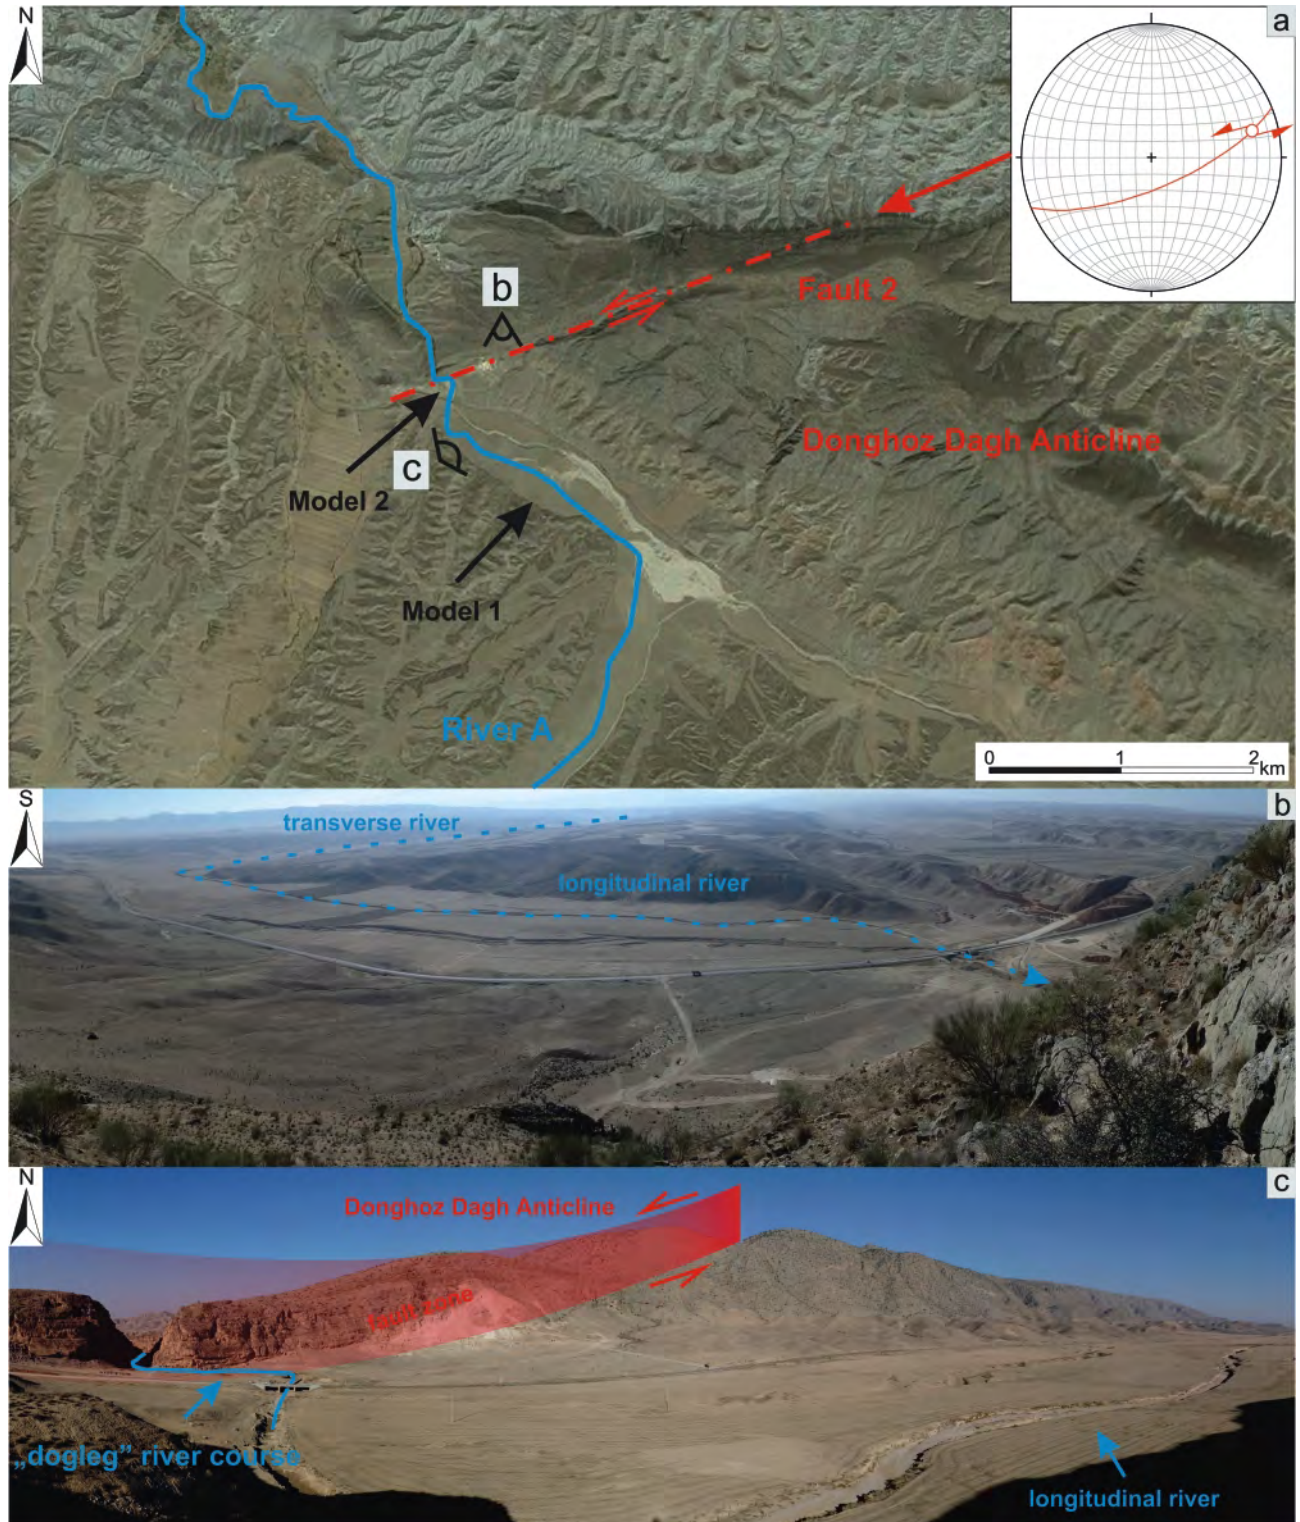 N
a
b
Fault 2
Donghoz Dagh Anticline
c
Model 2
Model 1
River A
0 1 2
km
S
b
transverse river
longitudinal river
N
c
Donghoz Dagh Anticline
fault zone
„dogleg” river course
longitudinal river